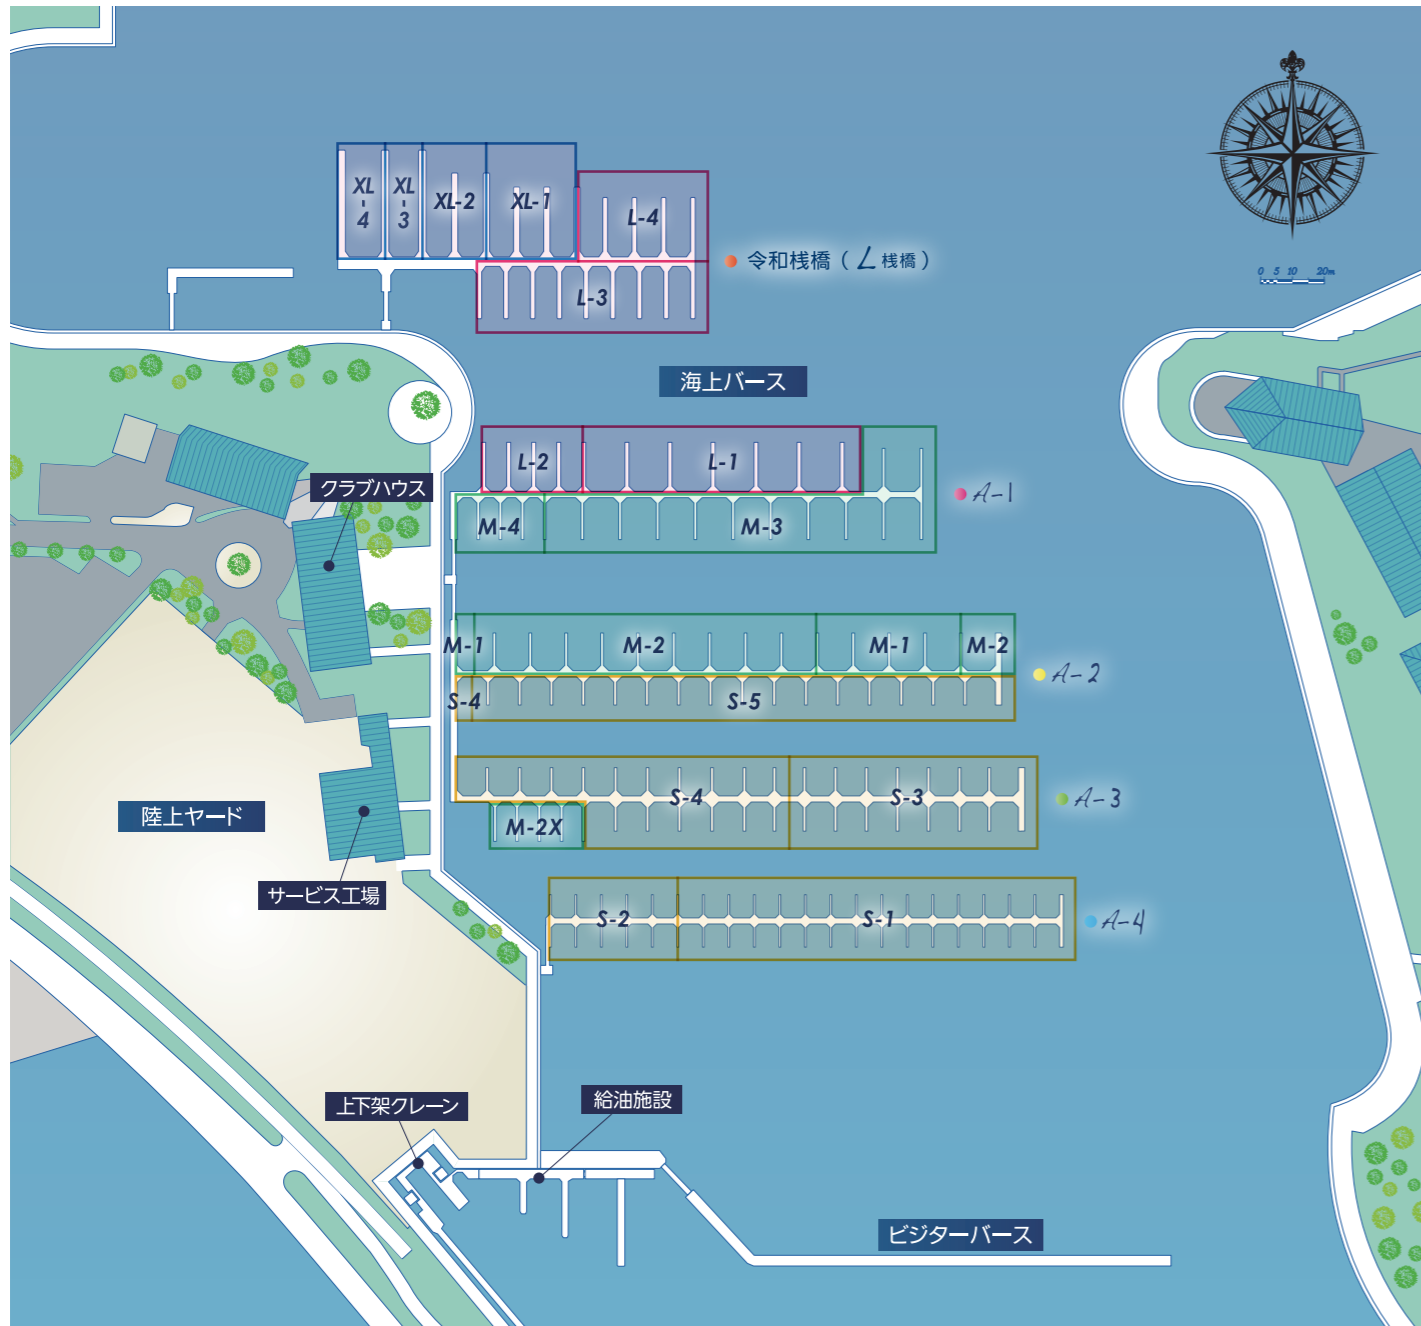 XL-4
XL-3
XL-2
XL-1
L-4
令和桟橋（L桟橋）
L-3
0 5 10 20m
海上バース
L-2
L-1
クラブハウス
A-1
M-4
M-3
M-1
M-2
M-1
M-2
A-2
S-4
S-5
S-4
S-3
A-3
陸上ヤード
M-2X
サービス工場
S-2
S-1
A-4
上下架クレーン
給油施設
ビジターバース